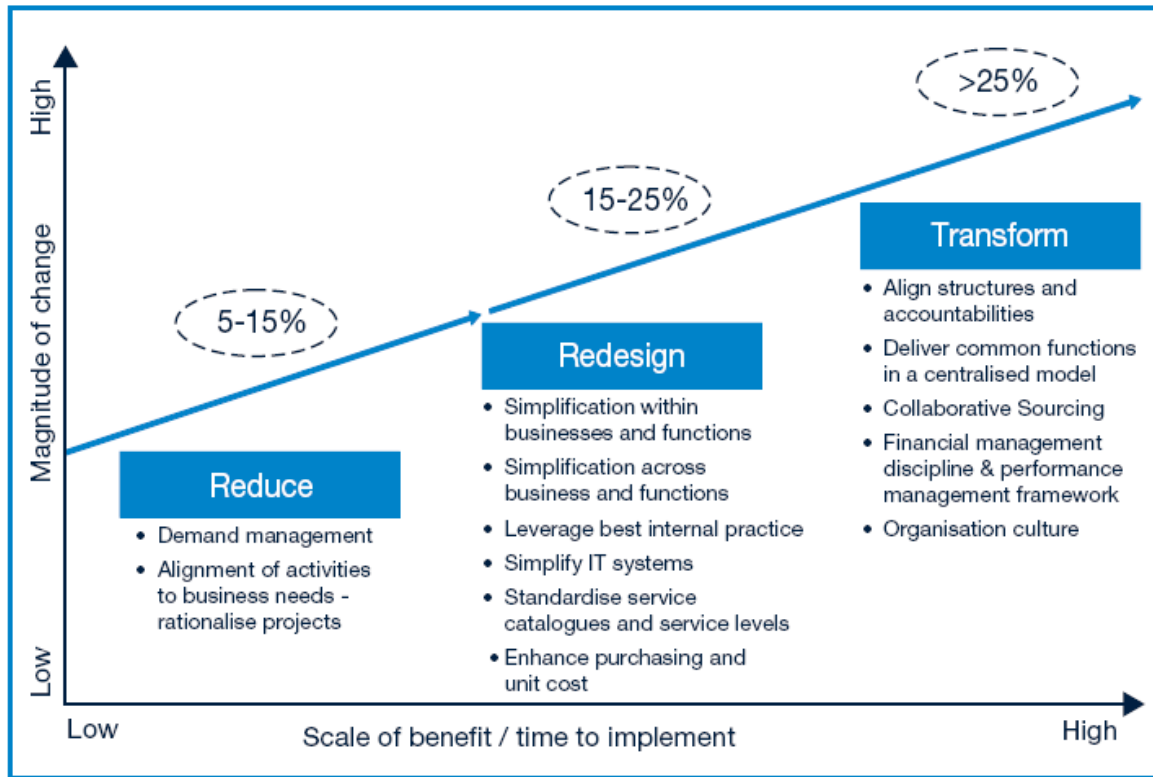 >25%
High
15-25%
Transform
• Align structures and
accountabilities
• Deliver common functions
in a centralised model
• Collaborative Sourcing
• Financial management
discipline & performance
management framework
• Organisation culture
5-15%
Redesign
• Simplification within
businesses and functions
• Simplification across
business and functions
• Leverage best internal practice
• Simplify IT systems
• Standardise service
catalogues and service levels
• Enhance purchasing and
unit cost
Magnitude of change
Reduce
• Demand management
• Alignment of activities
to business needs -
rationalise projects
Low
Low
Scale of benefit / time to implement
High